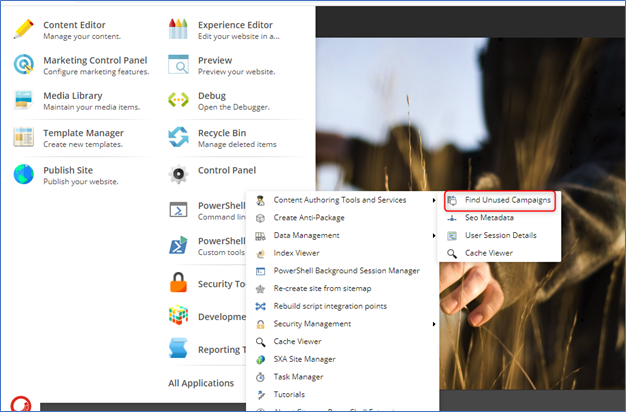 Content Editor
Manage your content.
Marketing Control Panel
Configure marketing features.
Media Library
Maintain your media items.
Template Manager
Create new templates.
Publish Site
Publish your website.
Experience Editor
Edit your website in a...
Preview
Preview your website.
Debug
Open the Debugger.
Recycle Bin
Manage deleted items
Control Panel
PowerShell
Command lin
PowerShell
Custom tools
Security To
Developme
Reporting T
All Applications
Content Authoring Tools and Services
Create Anti-Package
Data Management
Index Viewer
PowerShell Background Session Manager
Re-create site from sitemap
Rebuild script integration points
Security Management
Cache Viewer
SXA Site Manager
Task Manager
Tutorials
Find Unused Campaigns
Seo Metadata
User Session Details
Cache Viewer